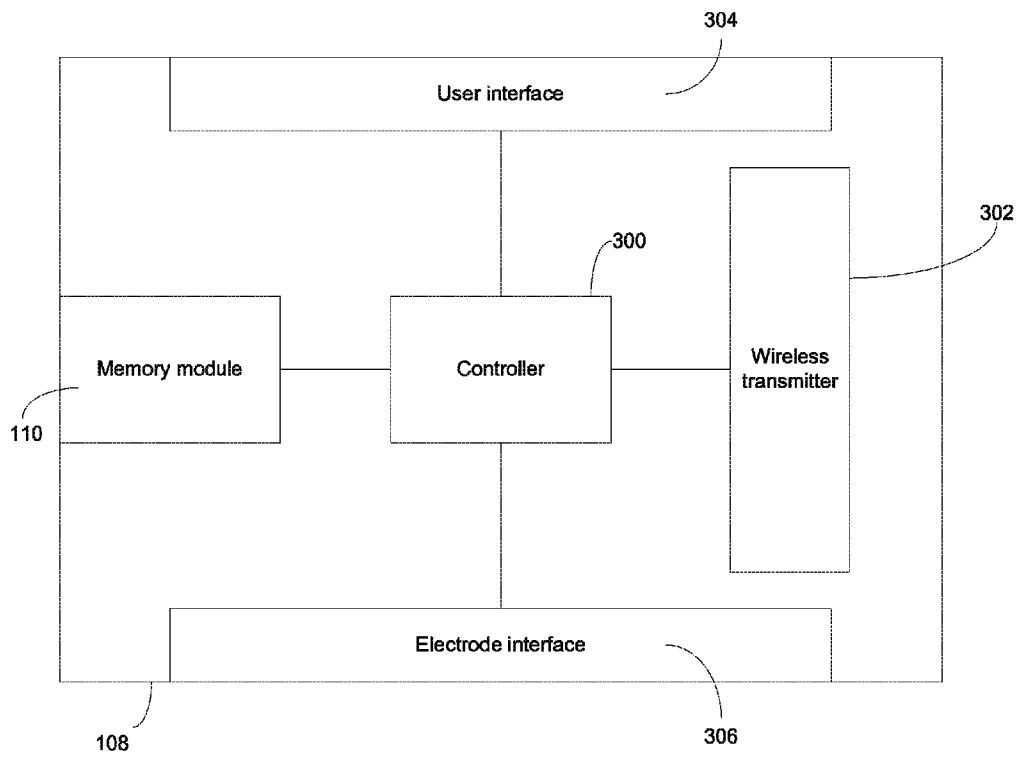 304
User interface
302
300
Memory module
Controller
Wireless
transmitter
110
Electrode interface
108
306